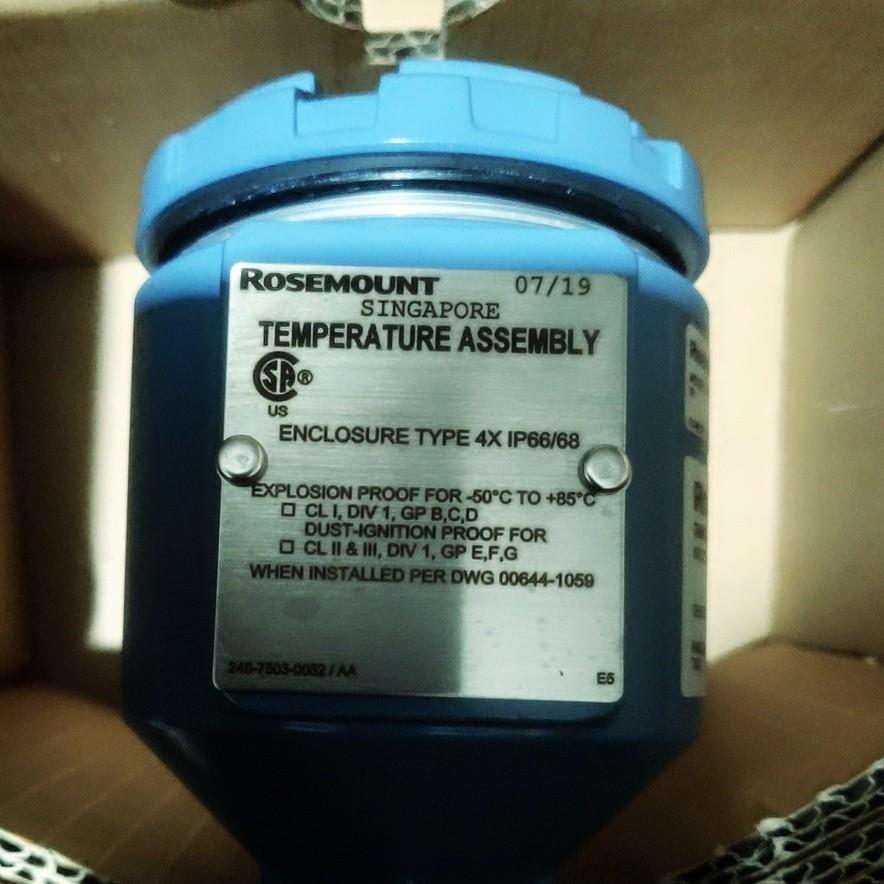 ROSEMOUNT 07/19
SINGAPORE
TEMPERATURE ASSEMBLY
CSA®
US
ENCLOSURE TYPE 4X IP66/68
EXPLOSION PROOF FOR -50°C TO +85°C
☐ CL I, DIV 1, GP B,C,D
DUST-IGNITION PROOF FOR
☐ CL II & III, DIV 1, GP E,F,G
WHEN INSTALLED PER DWG 00644-1059
E5